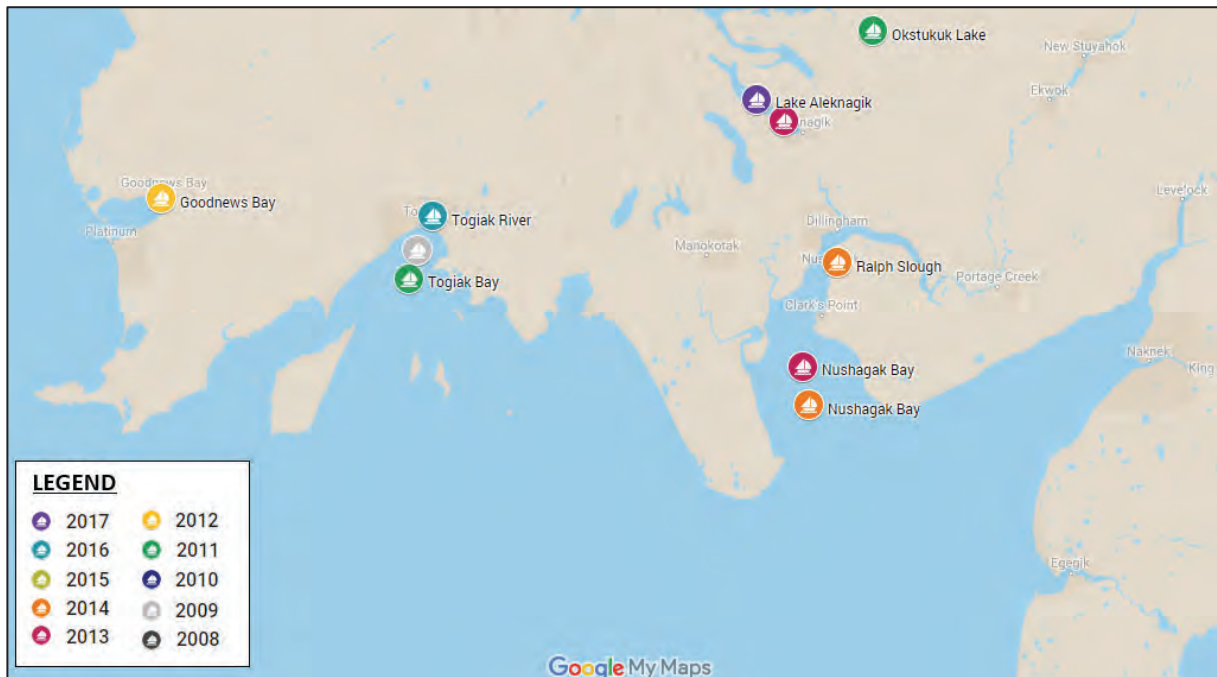 Okstukuk Lake
New Stuyahok
Ekwok
Lake Aleknagik
nagik
Goodnews Bay
Goodnews Bay
Levelock
To
Togiak River
Dillingham
Platinum
Manokotak
Nus
Ralph Slough
Portage Creek
Togiak Bay
Clark's Point
Naknek
King
Nushagak Bay
Nushagak Bay
LEGEND
2017 2012
2016 2011
2015 2010
2014 2009
2013 2008
Egegik
Google My Maps